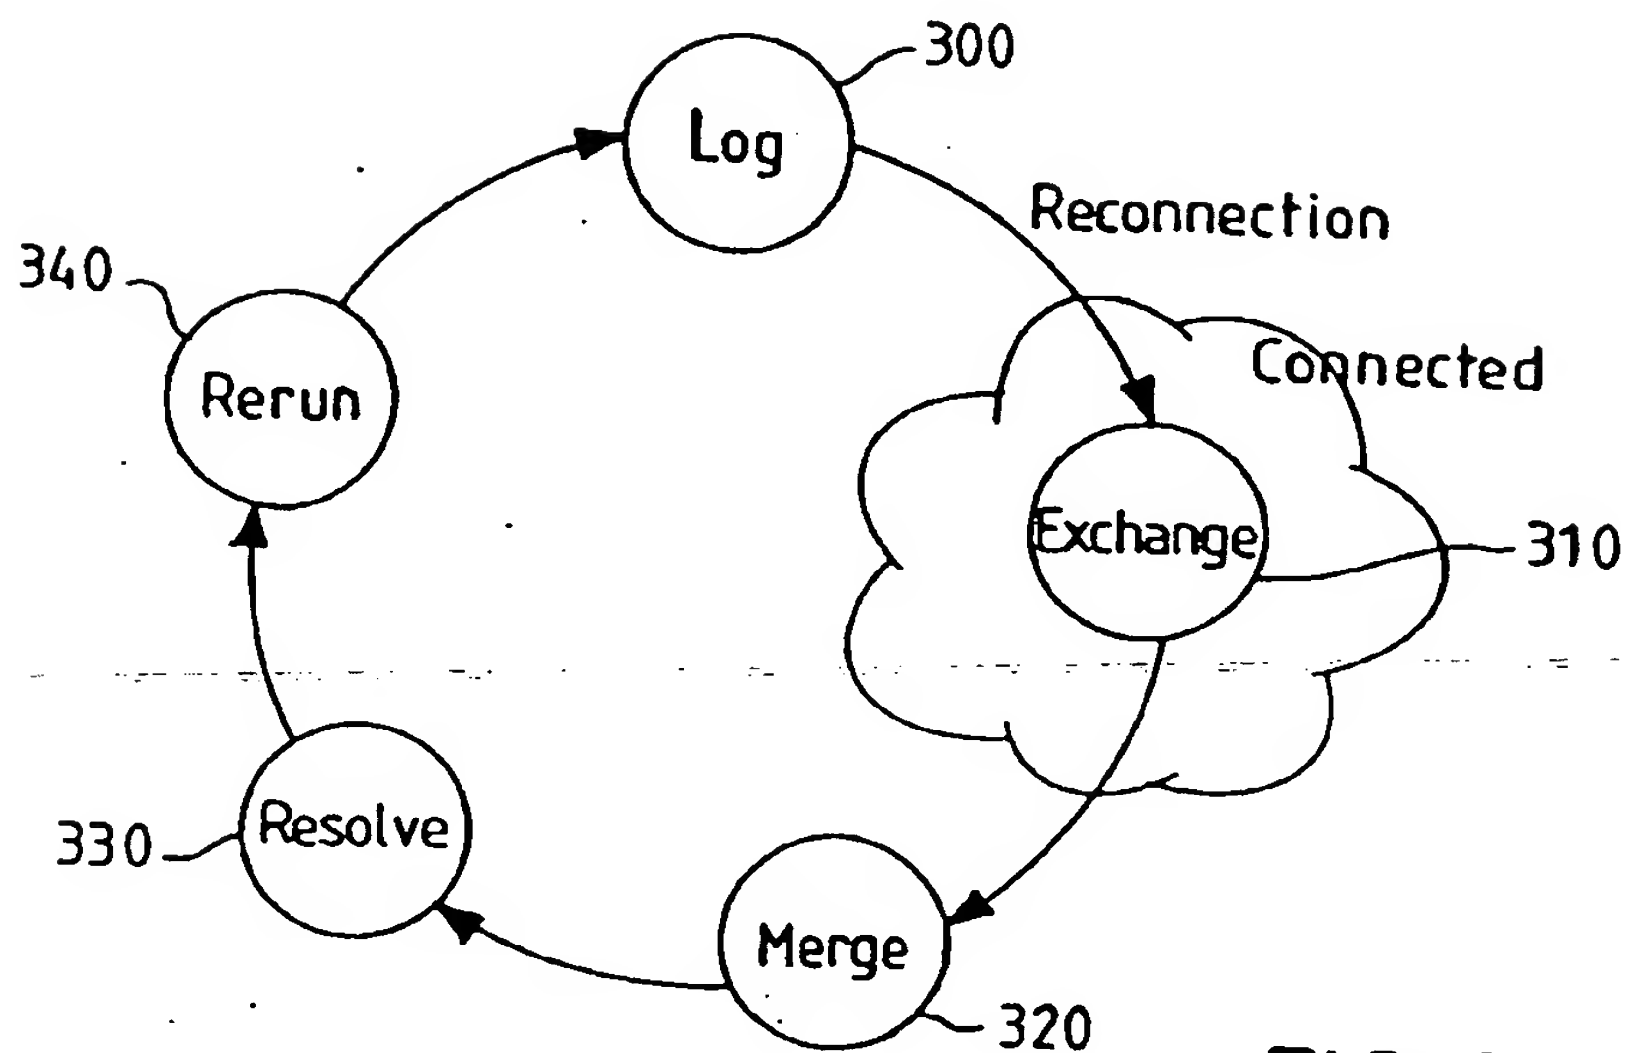 300
Log
Reconnection
340
Connected
Rerun
Exchange
310
Resolve
330
Merge
320